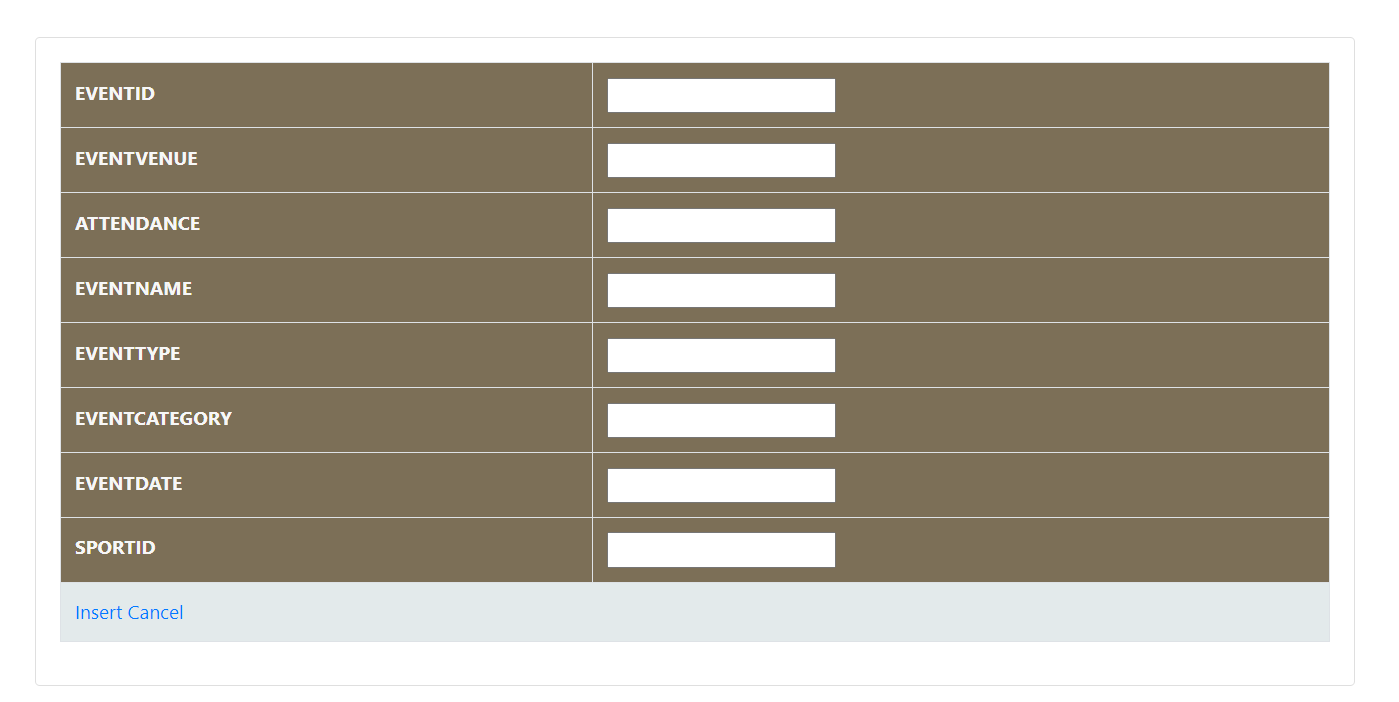 EVENTID
EVENTVENUE
ATTENDANCE
EVENTNAME
EVENTTYPE
EVENTCATEGORY
EVENTDATE
SPORTID
Insert Cancel